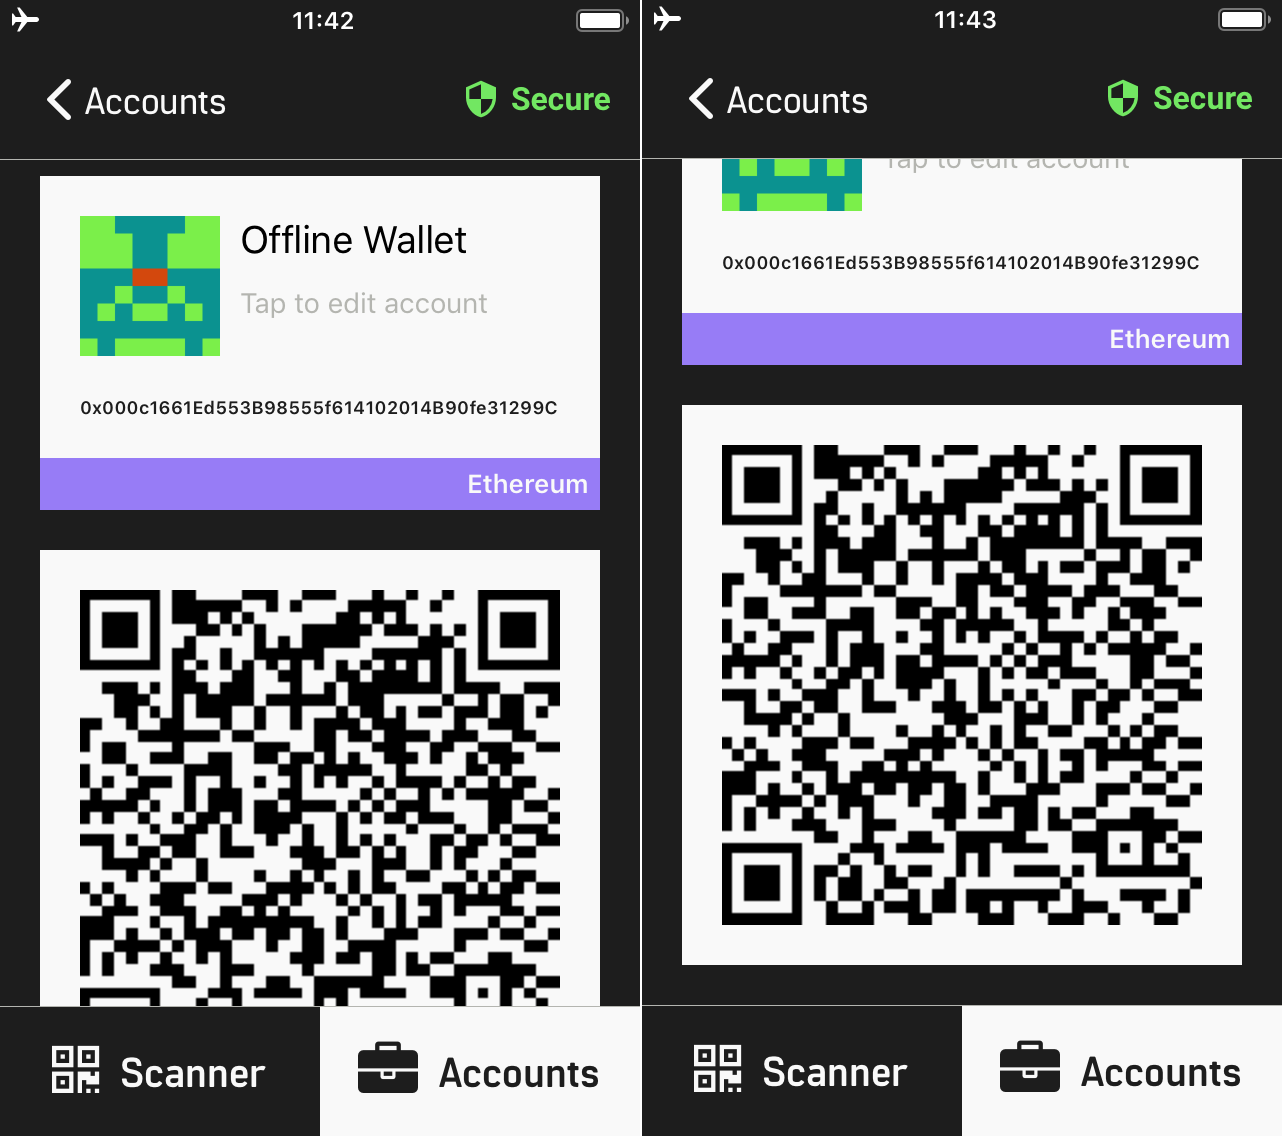 11:42
Accounts
Secure
Offline Wallet
Tap to edit account
0x000c1661Ed553B98555f614102014B90fe31299C
Ethereum
Scanner
Accounts
11:43
Accounts
Secure
Tap to edit account
0x000c1661Ed553B98555f614102014B90fe31299C
Ethereum
Scanner
Accounts